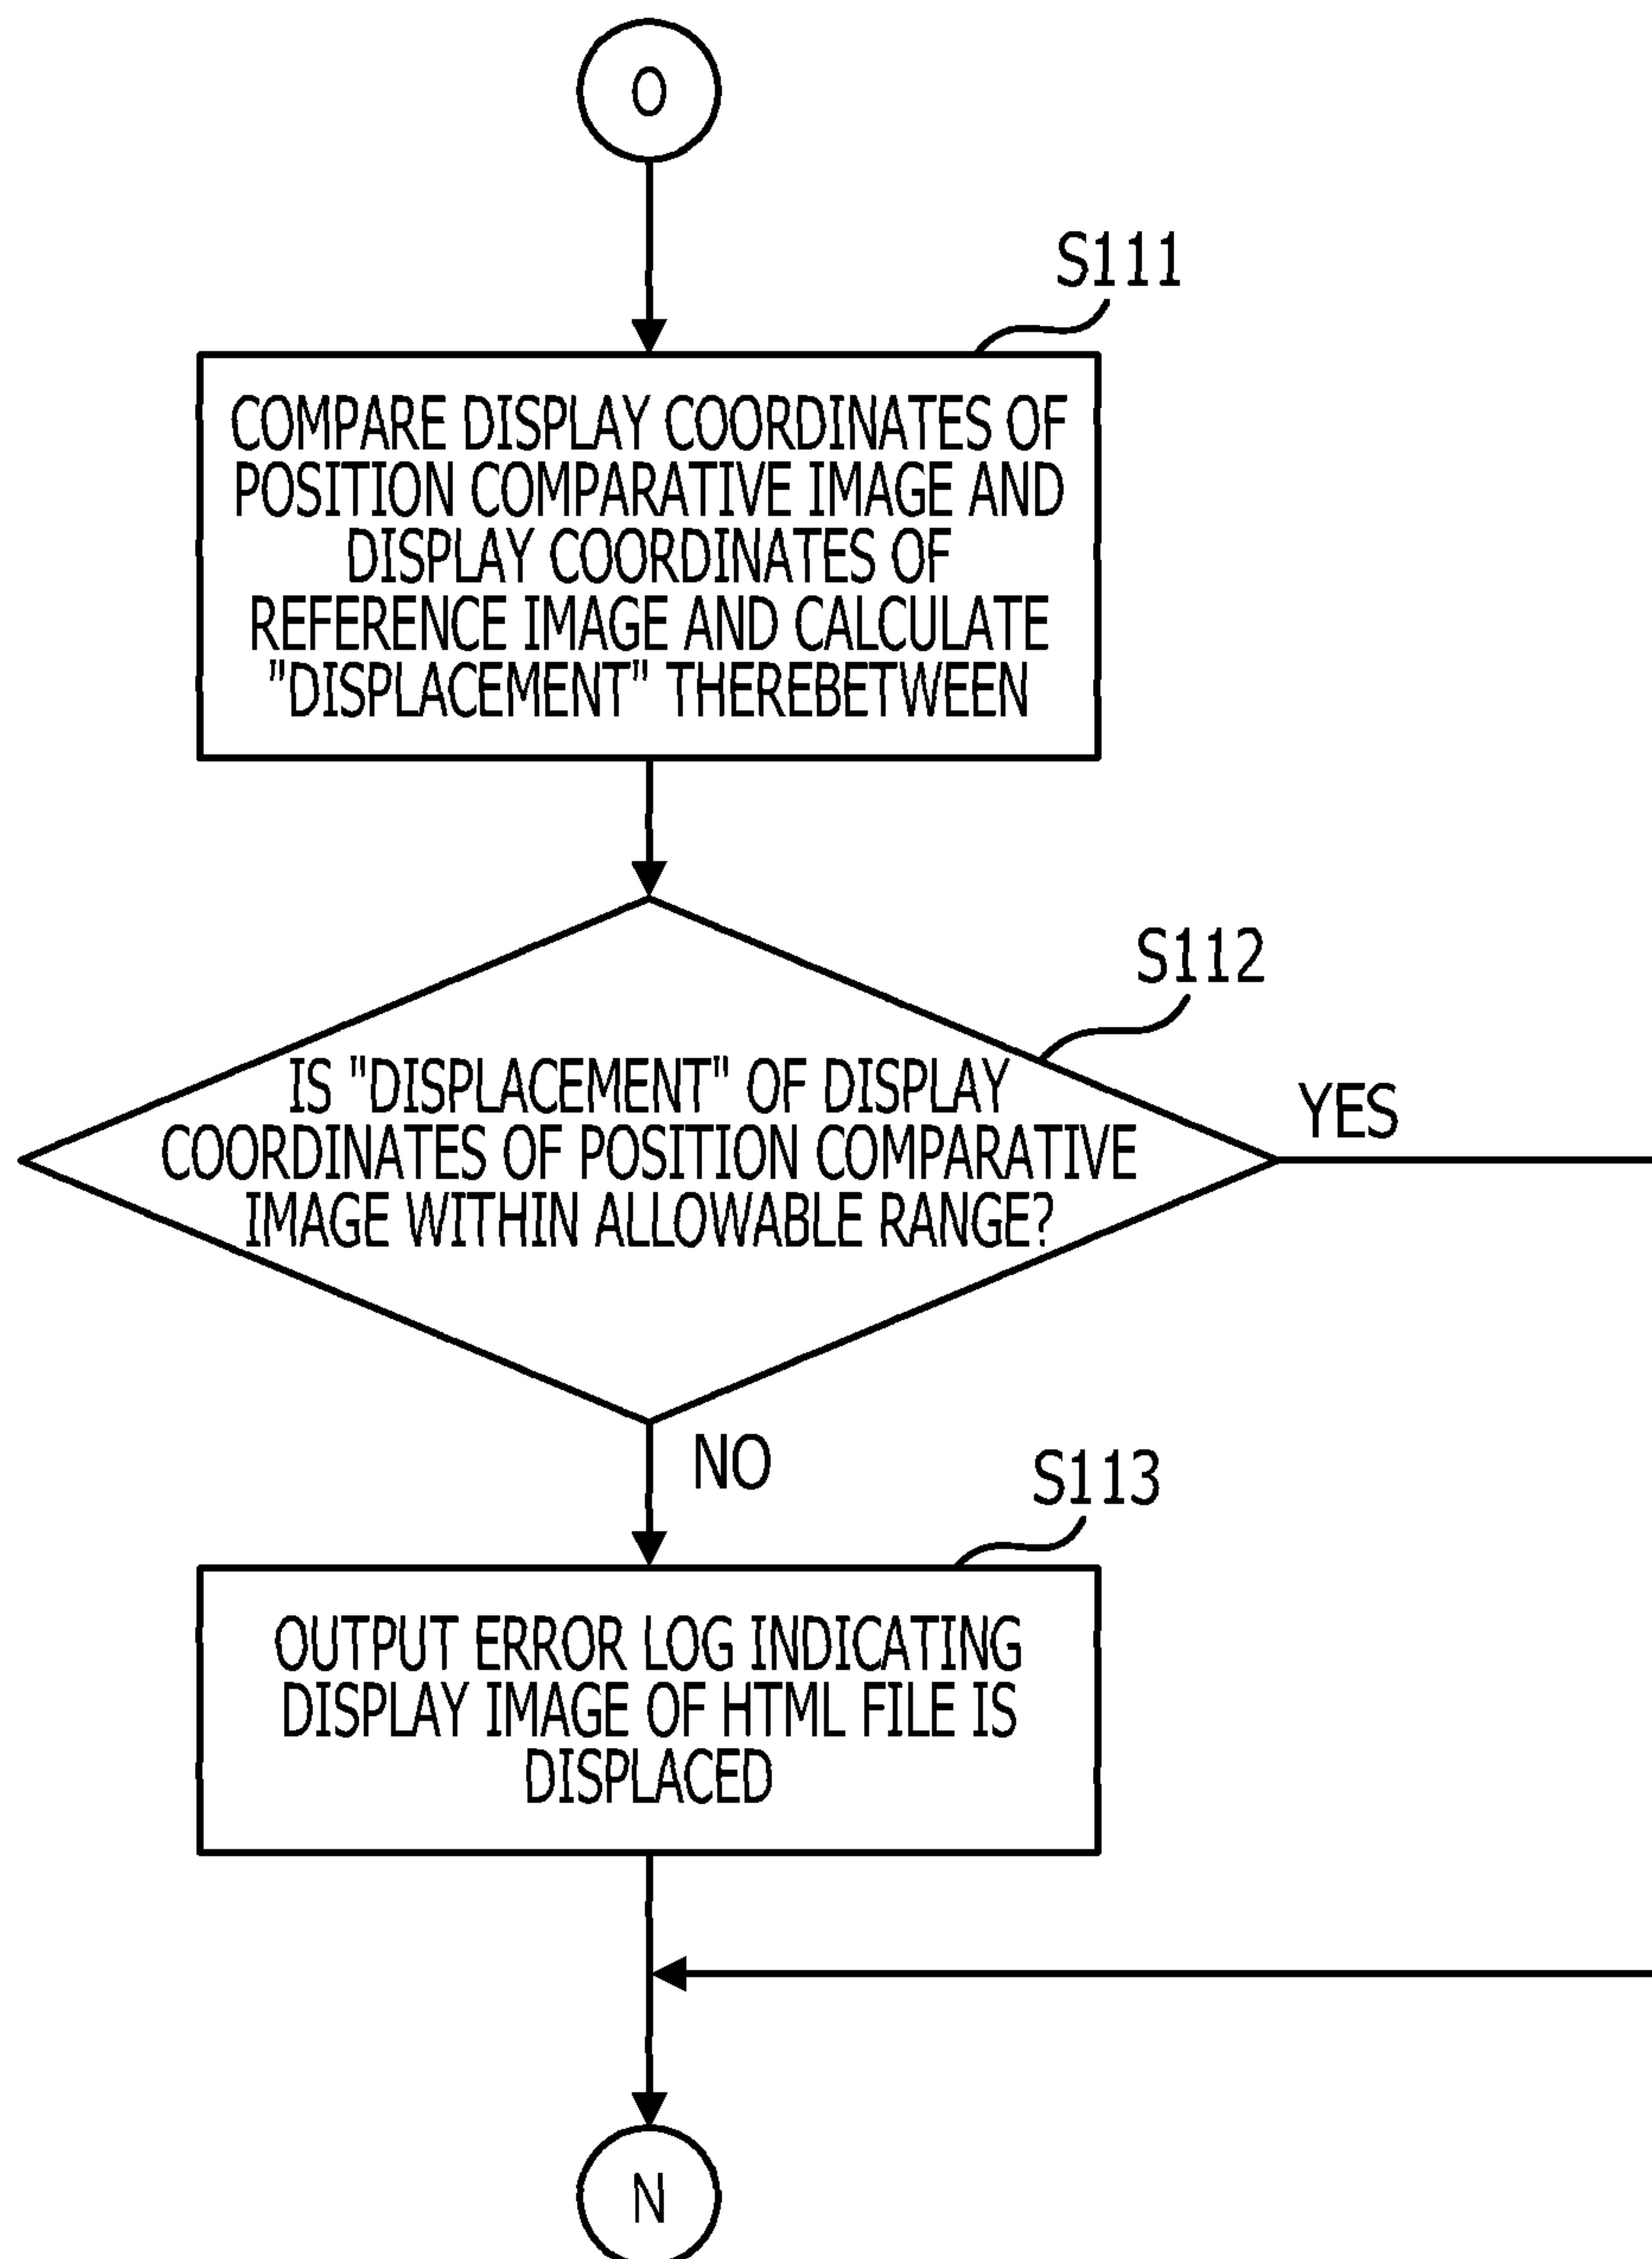 O
S111
COMPARE DISPLAY COORDINATES OF
POSITION COMPARATIVE IMAGE AND
DISPLAY COORDINATES OF
REFERENCE IMAGE AND CALCULATE
"DISPLACEMENT" THEREBETWEEN
S112
IS "DISPLACEMENT" OF DISPLAY
COORDINATES OF POSITION COMPARATIVE
IMAGE WITHIN ALLOWABLE RANGE?
YES
NO
S113
OUTPUT ERROR LOG INDICATING
DISPLAY IMAGE OF HTML FILE IS
DISPLACED
N